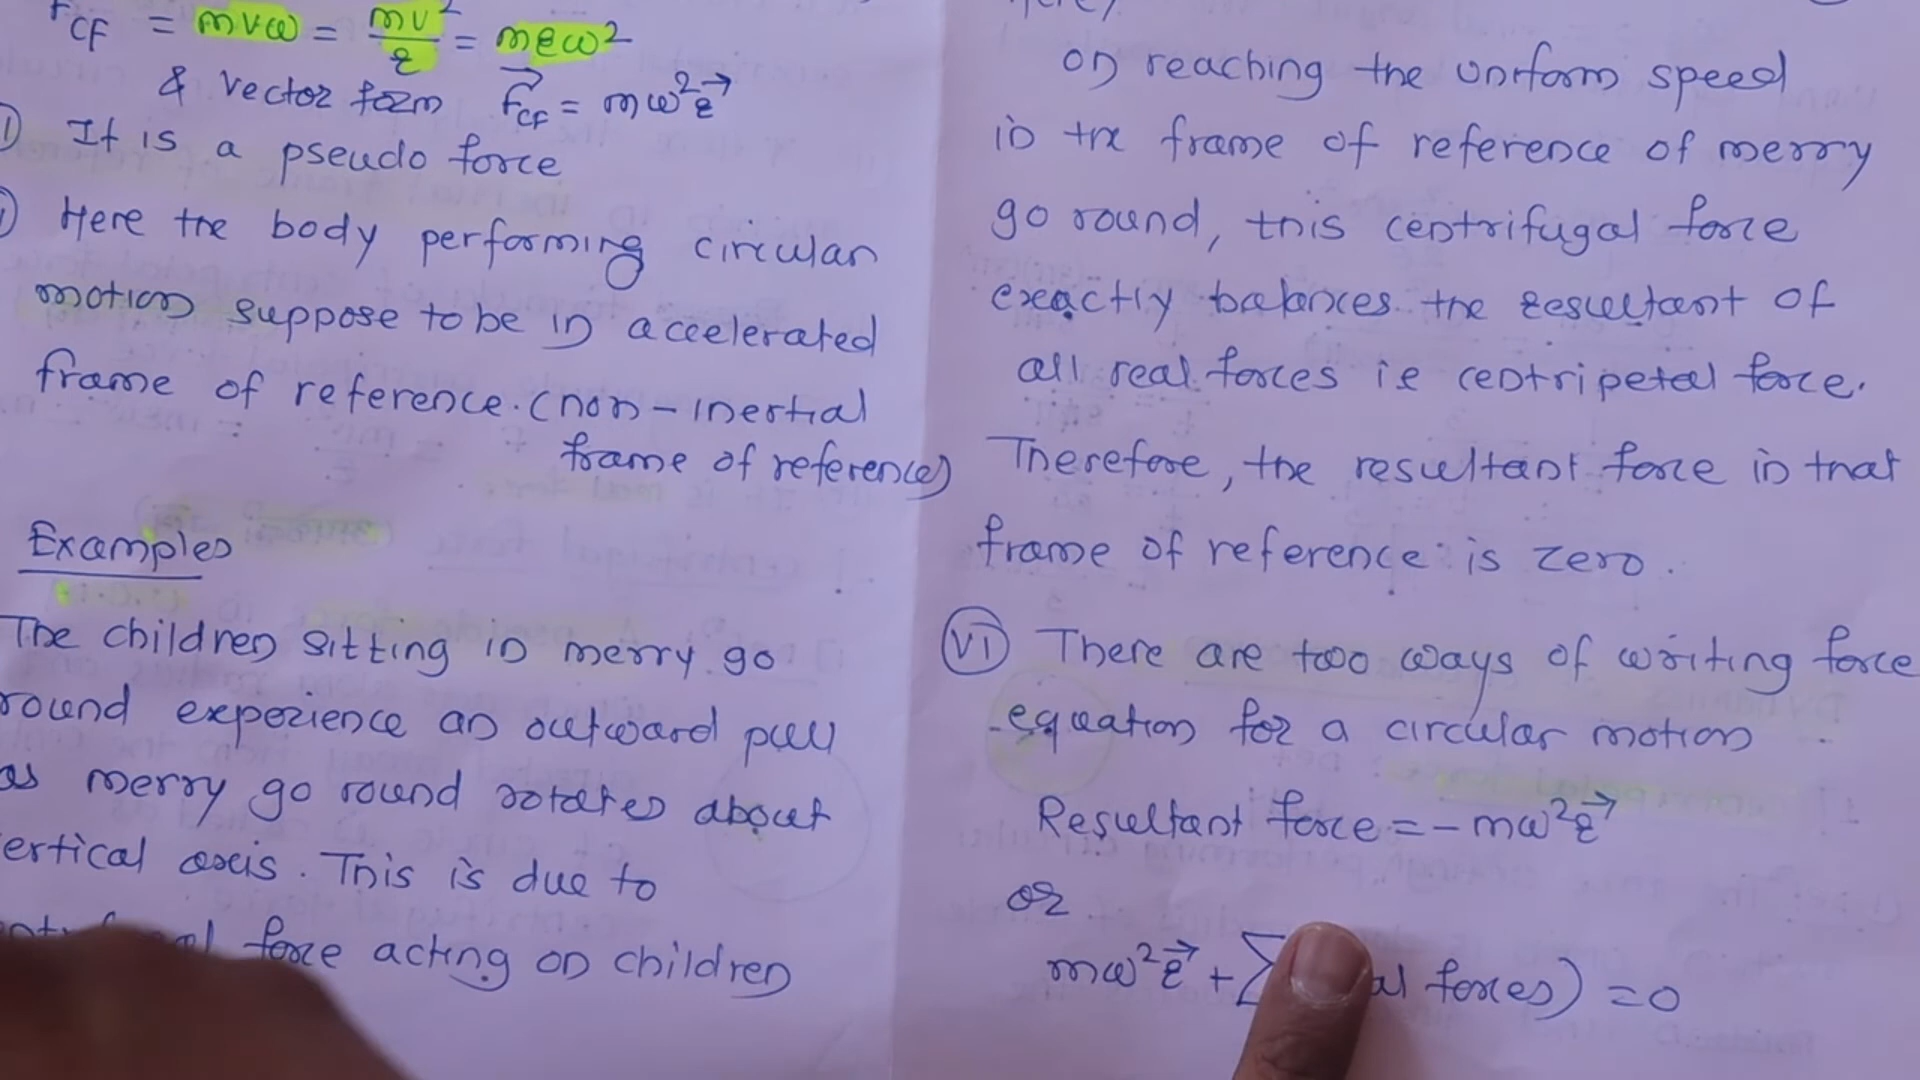 F_CF = mvω = mv²/r = mrω²
& vector form F⃗_CF = mω²r⃗
It is a pseudo force
Here the body performing circular
motion suppose to be in accelerated
frame of reference. (non-inertial
frame of reference)
Examples
The children sitting in merry go
round experience an outward pull
as merry go round rotates about
vertical axis. This is due to
force acting on children
on reaching the uniform speed
in the frame of reference of merry
go round, this centrifugal force
exactly balances the resultant of
all real forces ie centripetal force.
Therefore, the resultant force in that
frame of reference is zero.
(VI) There are two ways of writing force
equation for a circular motion
Resultant force = -mω²r⃗
or
mω²r⃗ + Σ al forces) = 0